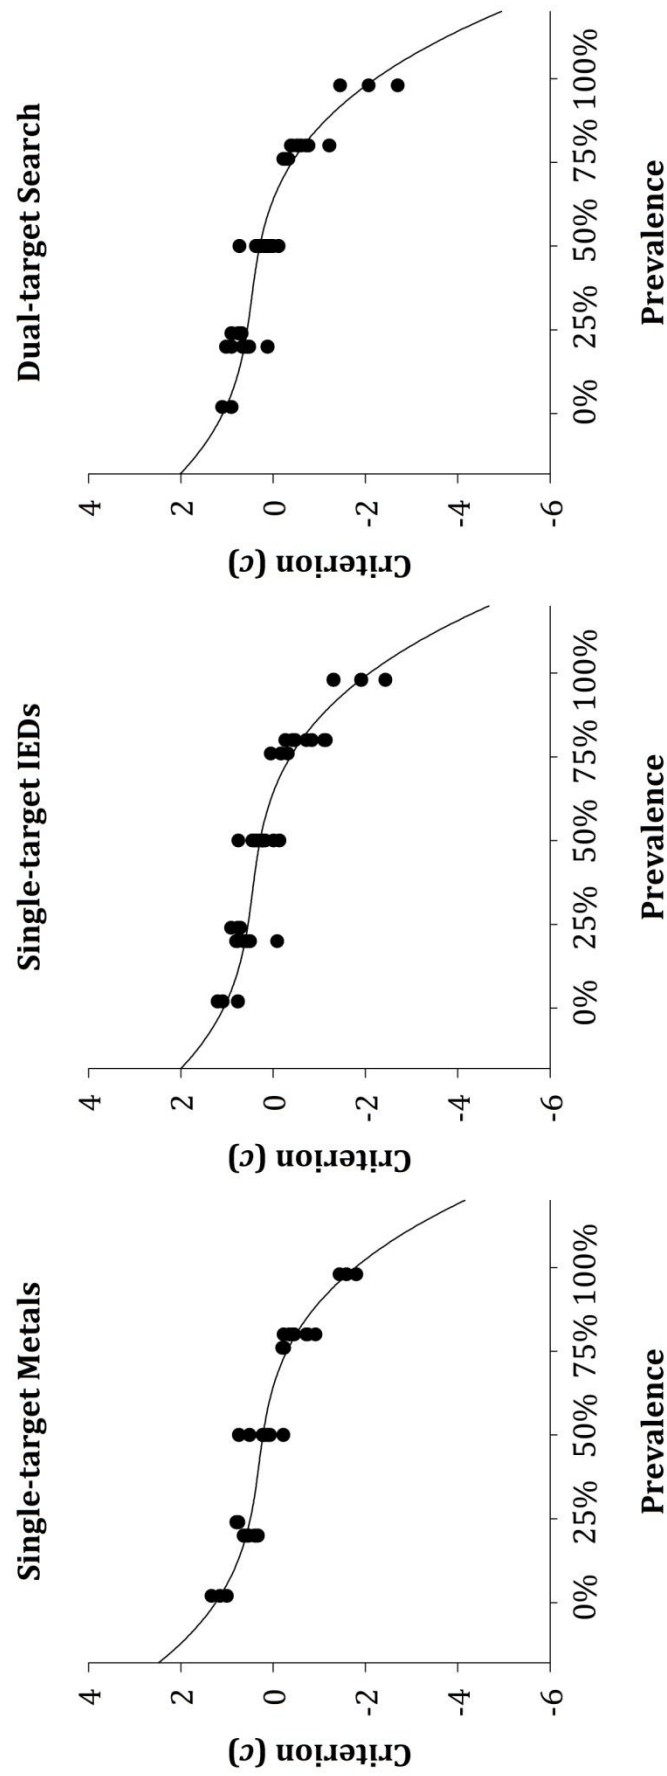 Single-target Metals
Criterion (c)
4
2
0
-2
-4
-6
0% 25% 50% 75% 100%
Prevalence
Single-target IEDs
Criterion (c)
4
2
0
-2
-4
-6
0% 25% 50% 75% 100%
Prevalence
Dual-target Search
Criterion (c)
4
2
0
-2
-4
-6
0% 25% 50% 75% 100%
Prevalence